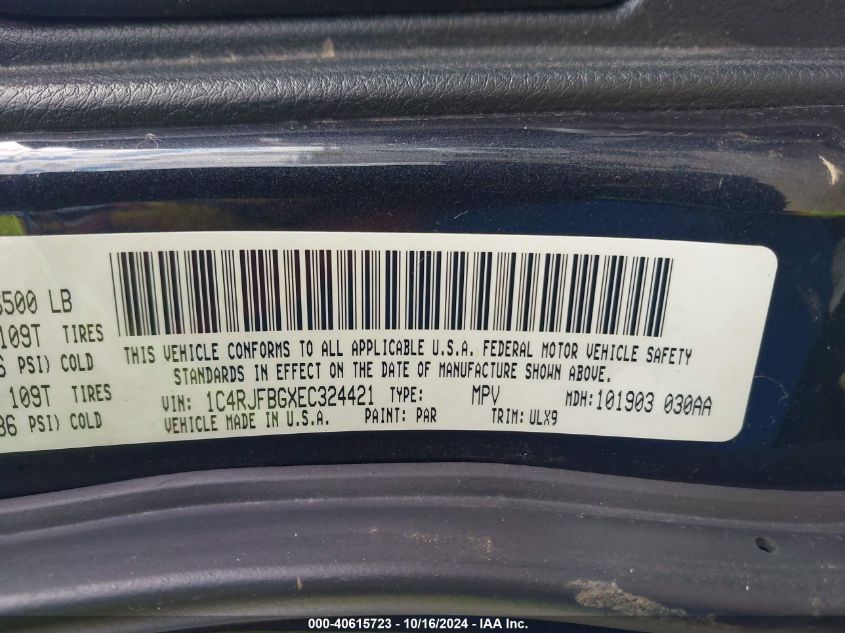 500 LB
109T TIRES
PSI) COLD
109T TIRES
36 PSI) COLD
THIS VEHICLE CONFORMS TO ALL APPLICABLE U.S.A. FEDERAL MOTOR VEHICLE SAFETY
STANDARDS IN EFFECT ON THE DATE OF MANUFACTURE SHOWN ABOVE.
VIN: 1C4RJFBGXEC324421 TYPE: MPV MDH:101903 030AA
VEHICLE MADE IN U.S.A. PAINT: PAR TRIM: ULX9
000-40615723 - 10/16/2024 - IAA Inc.